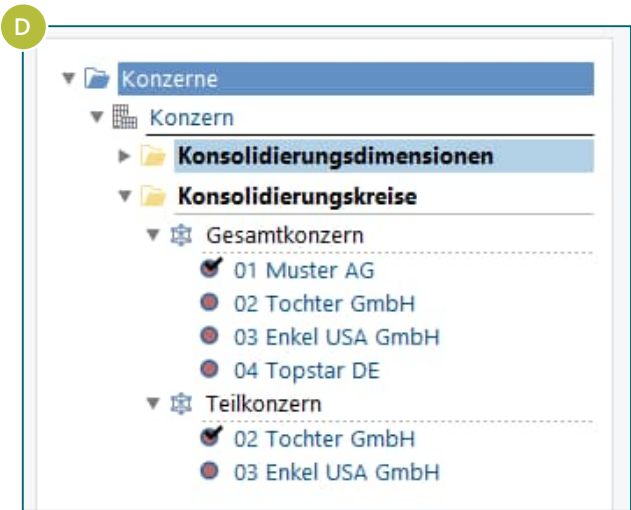 D
Konzerne
Konzern
Konsolidierungsdimensionen
Konsolidierungskreise
Gesamtkonzern
01 Muster AG
02 Tochter GmbH
03 Enkel USA GmbH
04 Topstar DE
Teilkonzern
02 Tochter GmbH
03 Enkel USA GmbH